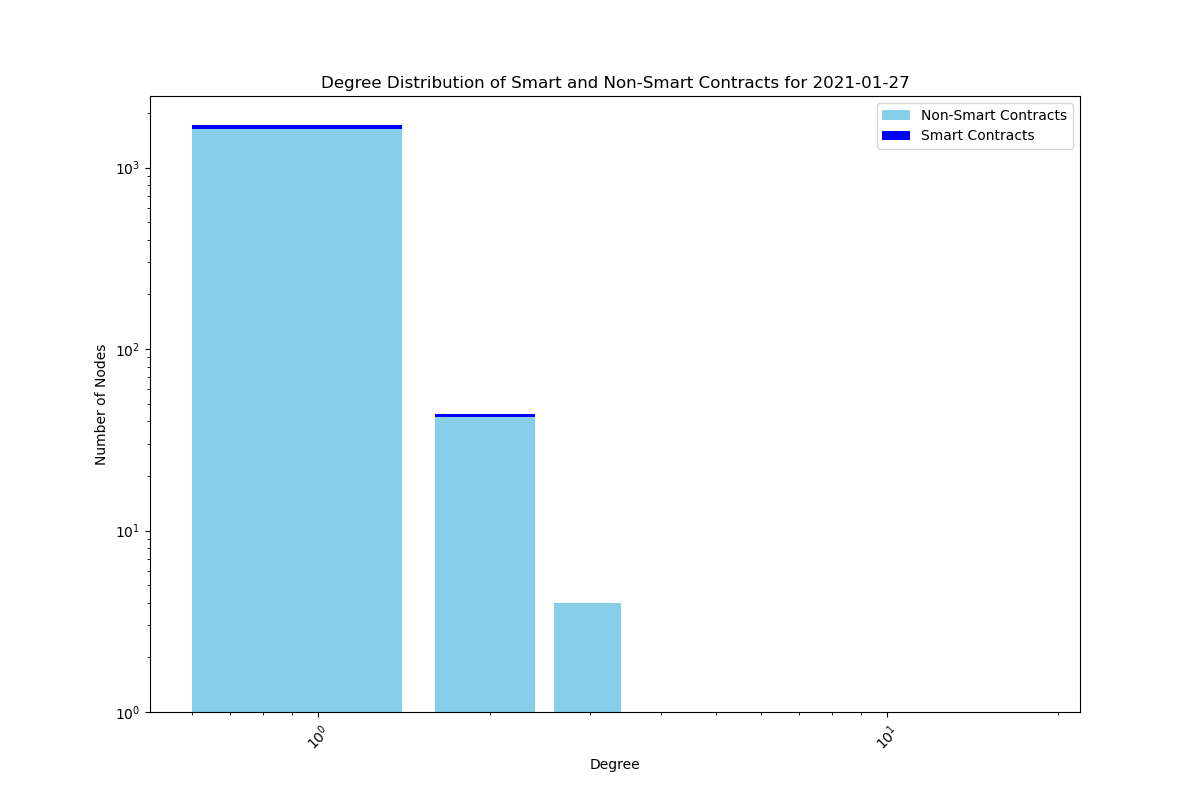 Degree Distribution of Smart and Non-Smart Contracts for 2021-01-27
Non-Smart Contracts
Smart Contracts
Number of Nodes
10³
10²
10¹
10⁰
10⁰
10¹
Degree